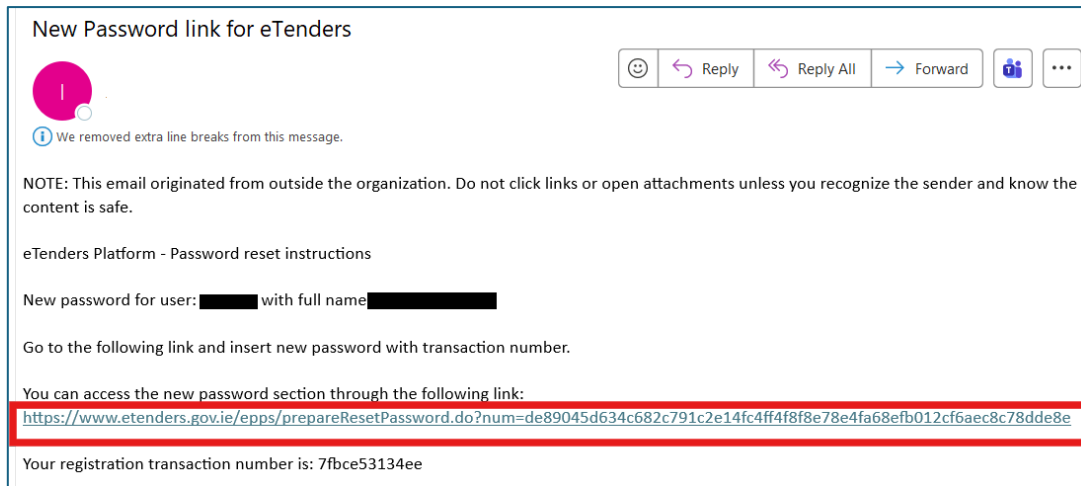 New Password link for eTenders
Reply
Reply All
Forward
I
We removed extra line breaks from this message.
NOTE: This email originated from outside the organization. Do not click links or open attachments unless you recognize the sender and know the
content is safe.
eTenders Platform - Password reset instructions
New password for user: with full name
Go to the following link and insert new password with transaction number.
You can access the new password section through the following link:
https://www.etenders.gov.ie/epps/prepareResetPassword.do?num=de89045d634c682c791c2e14fc4ff4f8f8e78e4fa68efb012cf6aec8c78dde8e
Your registration transaction number is: 7fbce53134ee